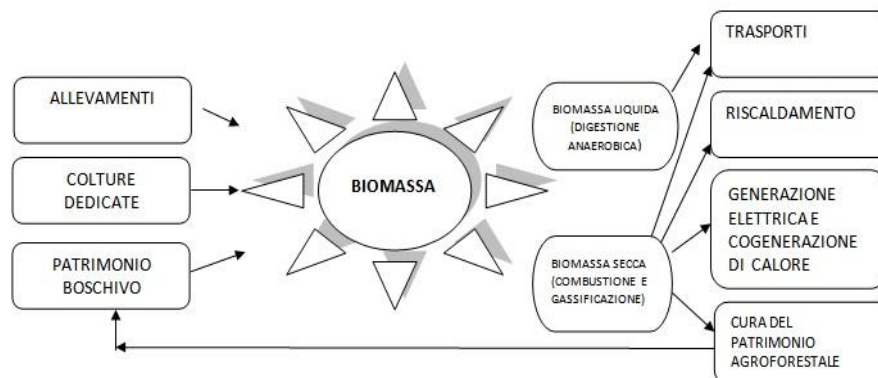 ALLEVAMENTI
COLTURE
DEDICATE
PATRIMONIO
BOSCHIVO
BIOMASSA
BIOMASSA LIQUIDA
(DIGESTIONE
ANAEROBICA)
BIOMASSA SECCA
(COMBUSTIONE E
GASSIFICAZIONE)
TRASPORTI
RISCALDAMENTO
GENERAZIONE
ELETTRICA E
COGENERAZIONE
DI CALORE
CURA DEL
PATRIMONIO
AGROFORESTALE